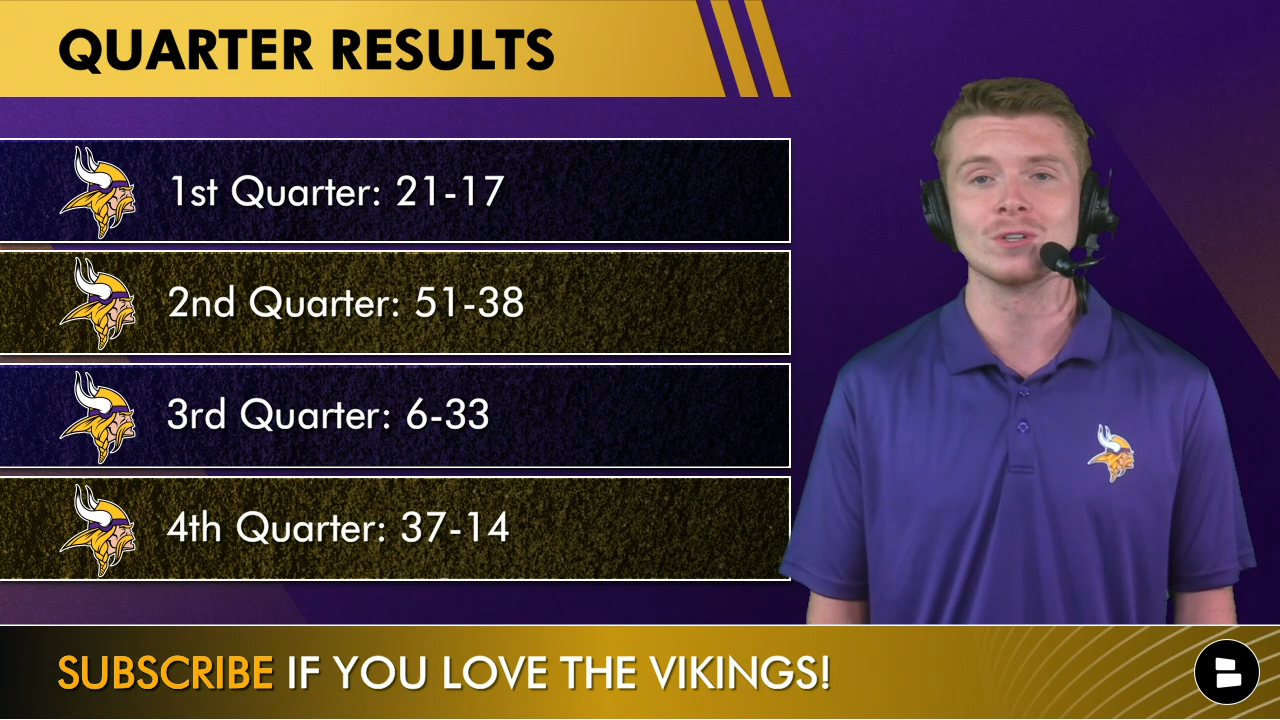 QUARTER RESULTS
1st Quarter: 21-17
2nd Quarter: 51-38
3rd Quarter: 6-33
4th Quarter: 37-14
SUBSCRIBE IF YOU LOVE THE VIKINGS!